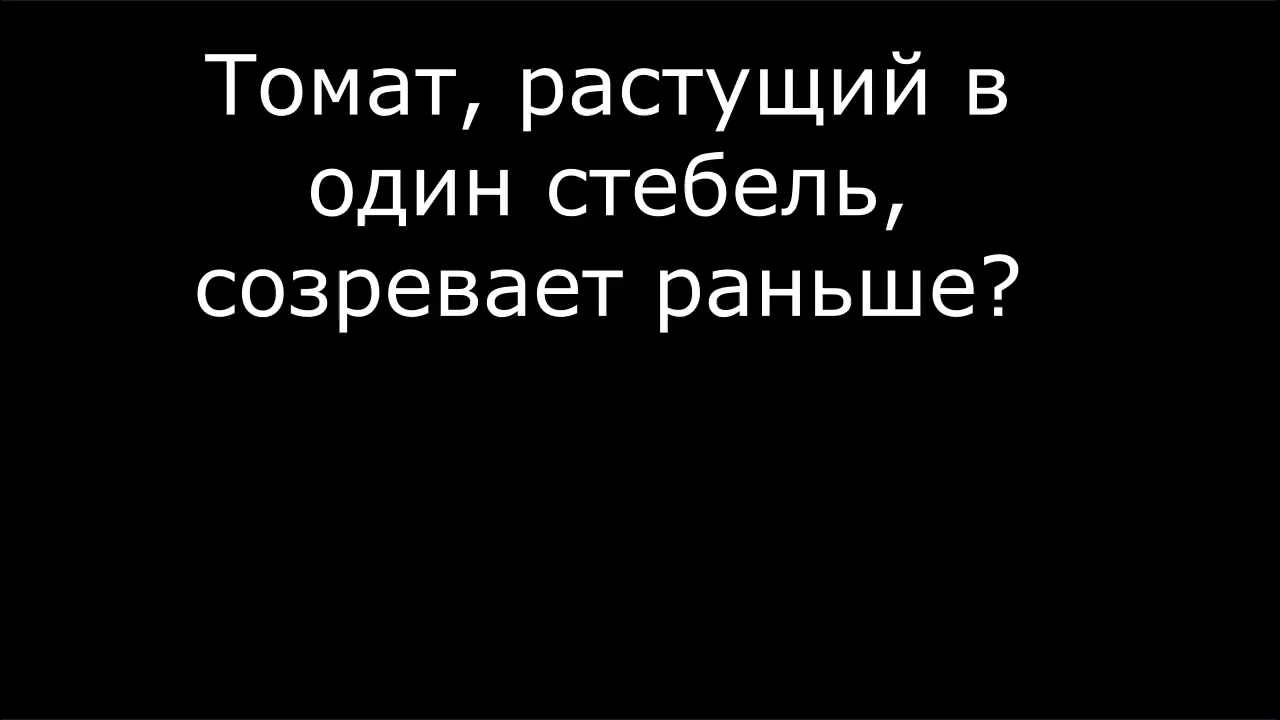 Томат, растущий в
один стебель,
созревает раньше?